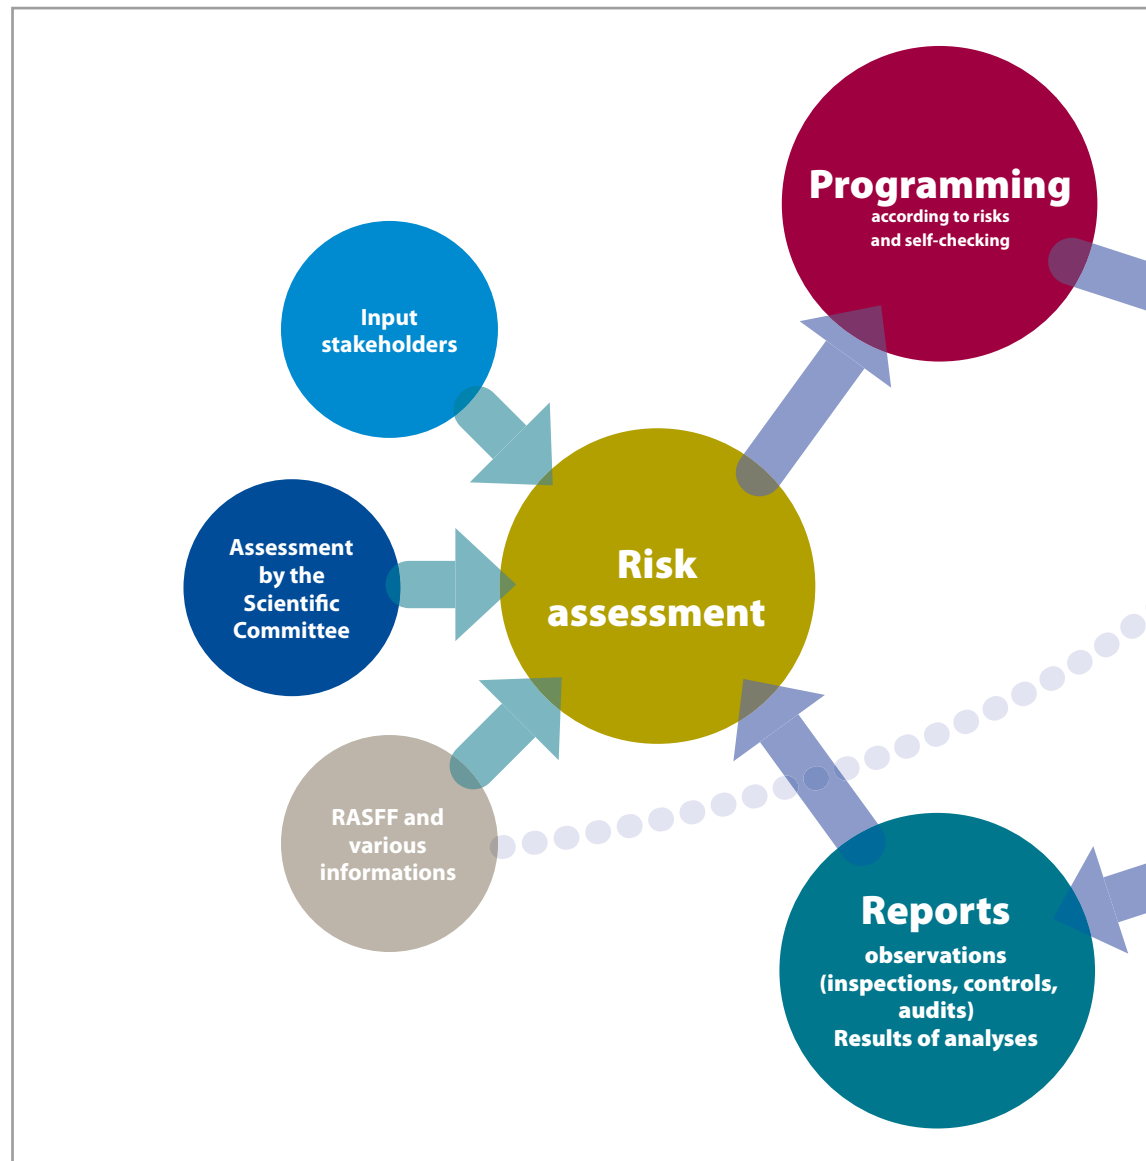 Programming
according to risks
and self-checking
Input
stakeholders
Assessment
by the
Scientific
Committee
Risk
assessment
RASFF and
various
informations
Reports
observations
(inspections, controls,
audits)
Results of analyses